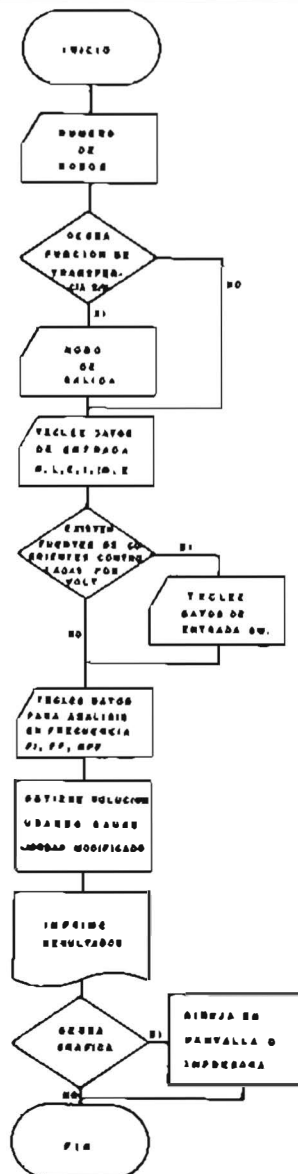 INICIO
NUMERO
DE
NODOS
DESEA
FUNCION DE
TRANSFEREN-
CIA S/N
NO
SI
NODO
DE
SALIDA
TECLEE DATOS
DE ENTRADA
EXISTEN
FUENTES DE CO
RRIENTES CONTRO
LADAS POR
VOLT
SI
TECLEE
DATOS DE
ENTRADA GM.
NO
TECLEE DATOS
PARA ANALISIS
EN FRECUENCIA
FI, FF, NPF
OBTIENE SOLUCION
USANDO GAUSS
JORDAN MODIFICADO
IMPRIME
RESULTADOS
DESEA
GRAFICA
SI
DIBUJA EN
PANTALLA O
IMPRESORA
NO
FIN